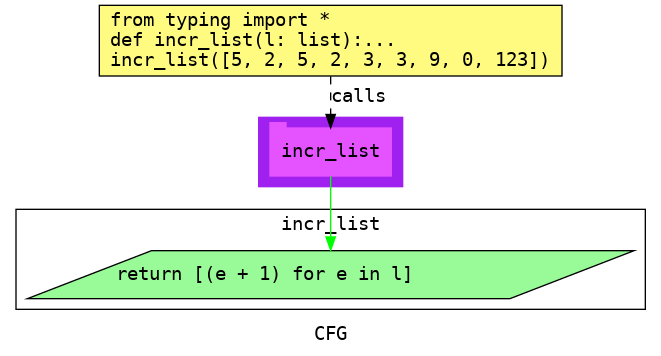 from typing import *
def incr_list(l: list):...
incr_list([5, 2, 5, 2, 3, 3, 9, 0, 123])
calls
incr_list
incr_list
return [(e + 1) for e in l]
CFG